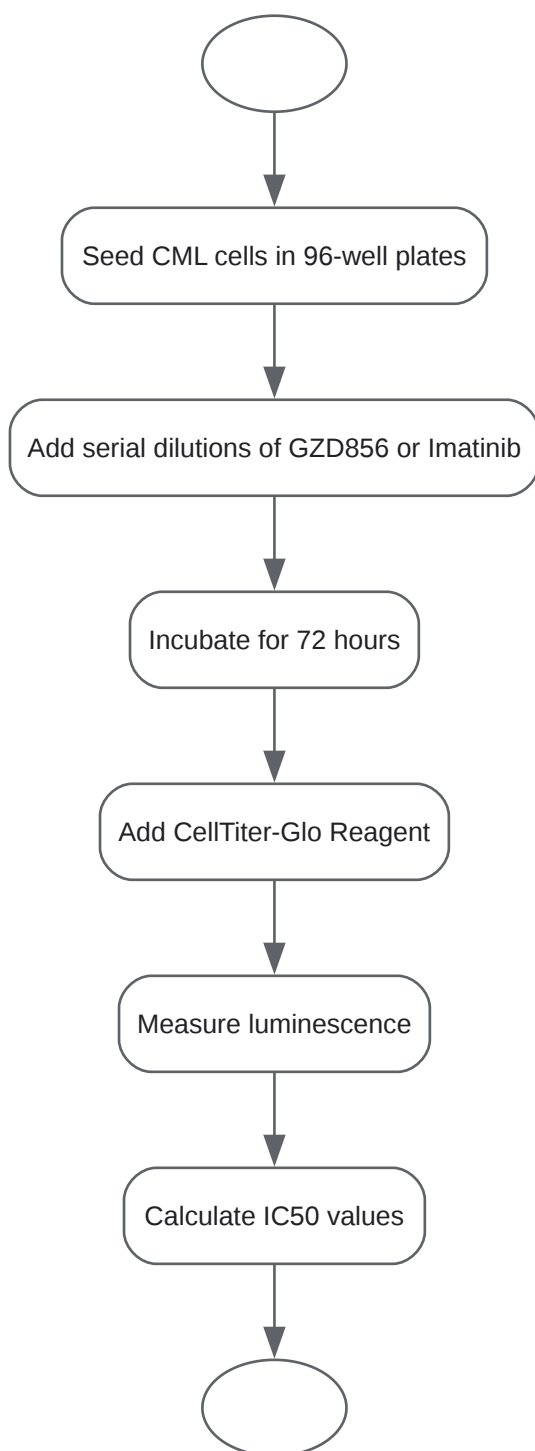 Seed CML cells in 96-well plates
Add serial dilutions of GZD856 or Imatinib
Incubate for 72 hours
Add CellTiter-Glo Reagent
Measure luminescence
Calculate IC50 values